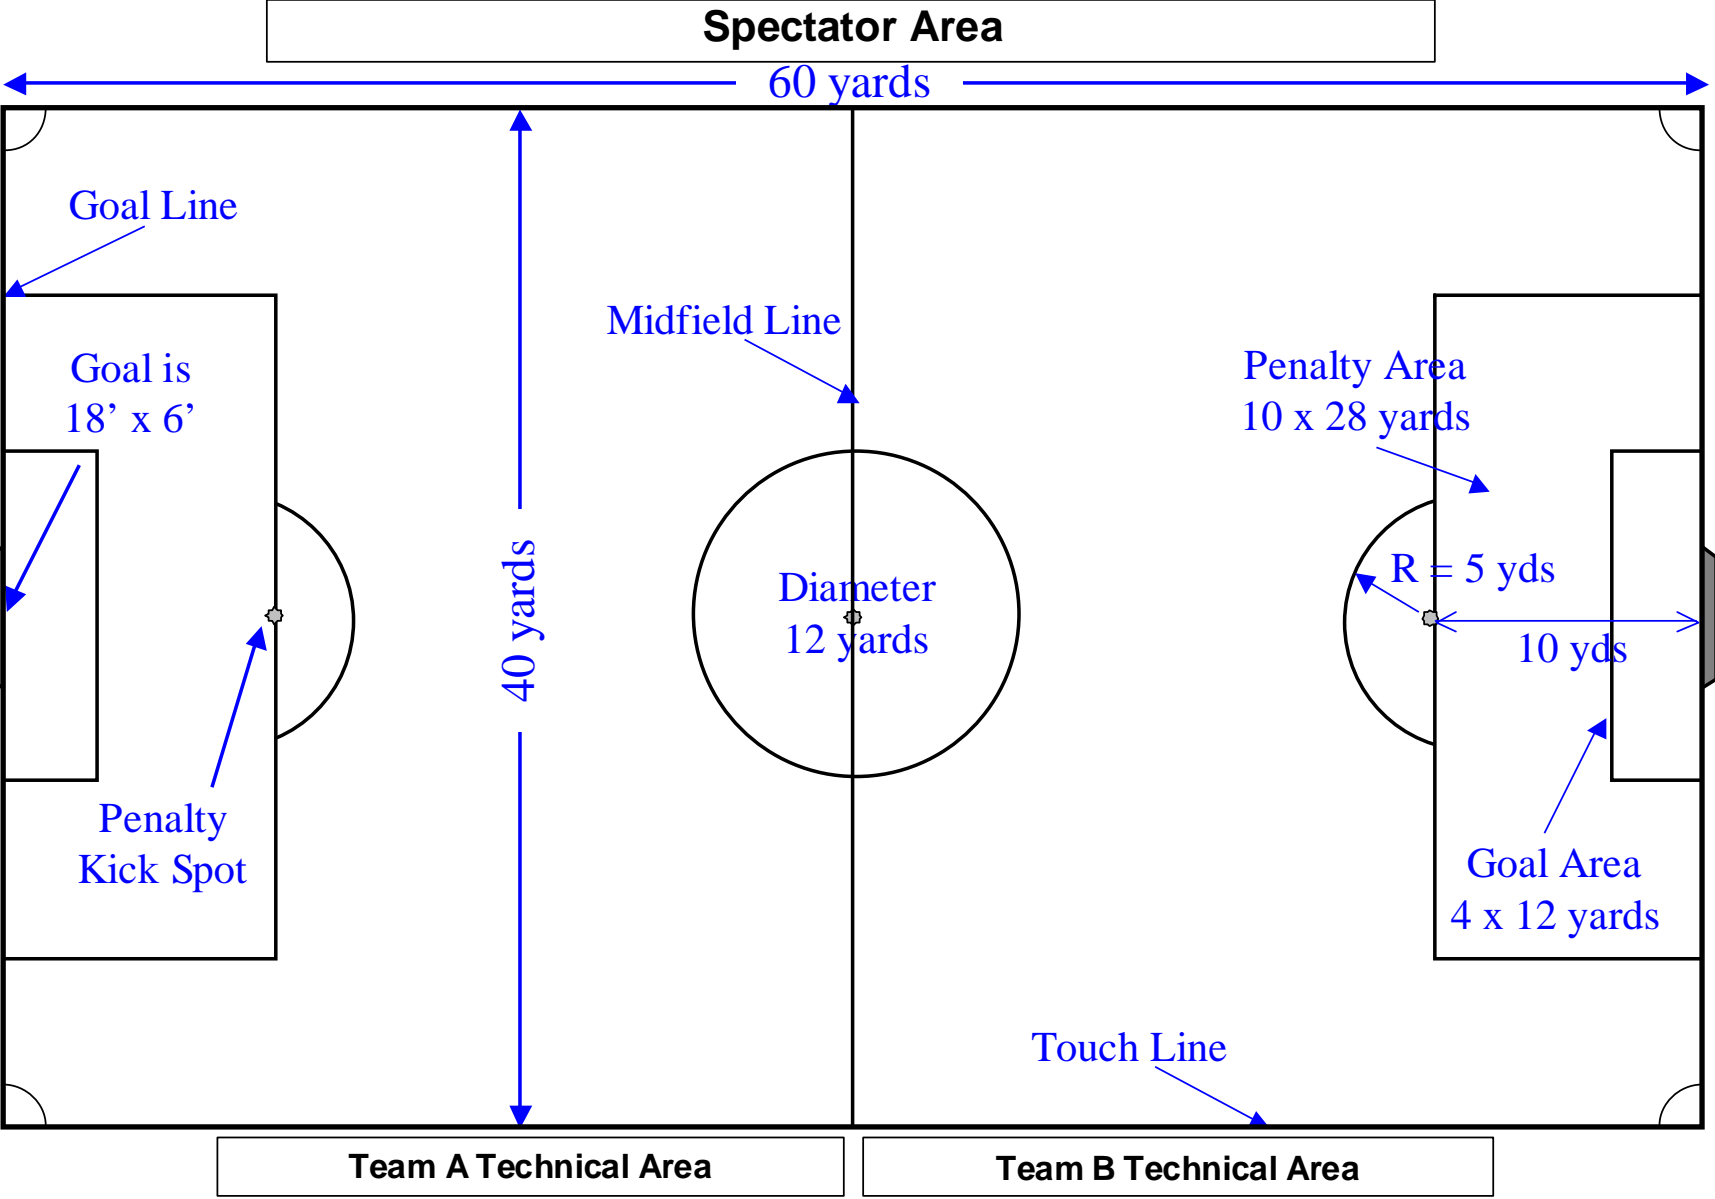 Spectator Area
60 yards
Goal Line
Midfield Line
Goal is
18’ x 6’
Penalty Area
10 x 28 yards
40 yards
Diameter
12 yards
R = 5 yds
10 yds
Penalty
Kick Spot
Goal Area
4 x 12 yards
Touch Line
Team A Technical Area
Team B Technical Area